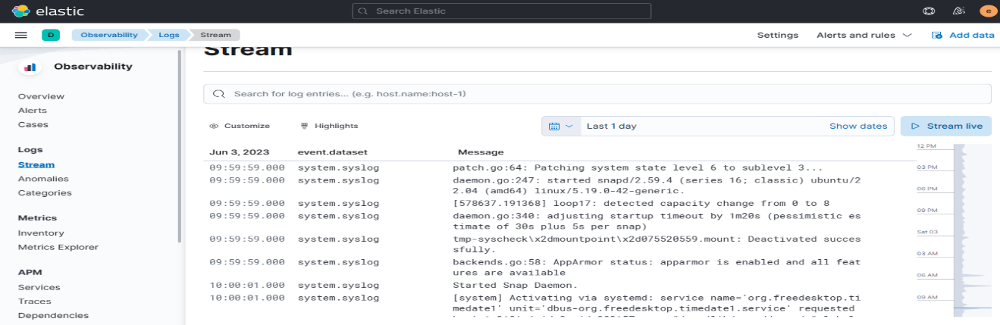 elastic
Search Elastic
e
D
Observability
Logs
Stream
Settings
Alerts and rules
Add data
Observability
Overview
Alerts
Cases
Logs
Stream
Anomalies
Categories
Metrics
Inventory
Metrics Explorer
APM
Services
Traces
Dependencies
Stream
Search for log entries... (e.g. host.name:host-1)
Customize
Highlights
Last 1 day
Show dates
Stream live
Jun 3, 2023 event.dataset Message
09:59:59.000 system.syslog patch.go:64: Patching system state level 6 to sublevel 3...
09:59:59.000 system.syslog daemon.go:247: started snapd/2.59.4 (series 16; classic) ubuntu/2
2.04 (amd64) linux/5.19.0-42-generic.
09:59:59.000 system.syslog [578637.191368] loop17: detected capacity change from 0 to 8
09:59:59.000 system.syslog daemon.go:340: adjusting startup timeout by 1m20s (pessimistic es
timate of 30s plus 5s per snap)
09:59:59.000 system.syslog tmp-syscheck\x2dmountpoint\x2d075520559.mount: Deactivated succes
sfully.
09:59:59.000 system.syslog backends.go:58: AppArmor status: apparmor is enabled and all feat
ures are available
10:00:01.000 system.syslog Started Snap Daemon.
10:00:01.000 system.syslog [system] Activating via systemd: service name='org.freedesktop.ti
medate1' unit='dbus-org.freedesktop.timedate1.service' requested
12 PM
03 PM
06 PM
09 PM
Sat 03
03 AM
06 AM
09 AM